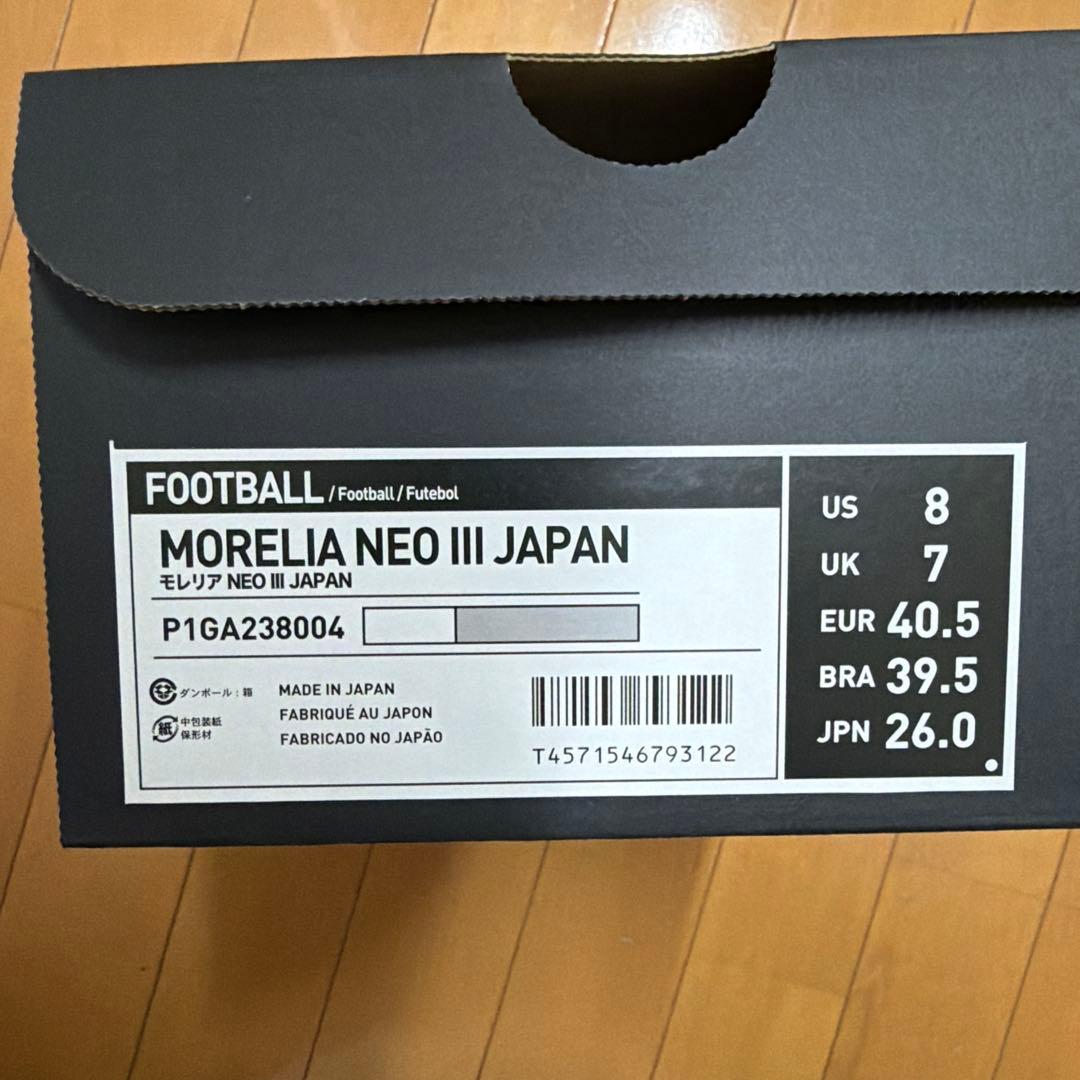 FOOTBALL / Football / Futebol
MORELIA NEO III JAPAN
モレリア NEO III JAPAN
P1GA238004
ダンボール : 箱
紙 中包装紙
保形材
MADE IN JAPAN
FABRIQUÉ AU JAPON
FABRICADO NO JAPÃO
T4571546793122
US 8
UK 7
EUR 40.5
BRA 39.5
JPN 26.0